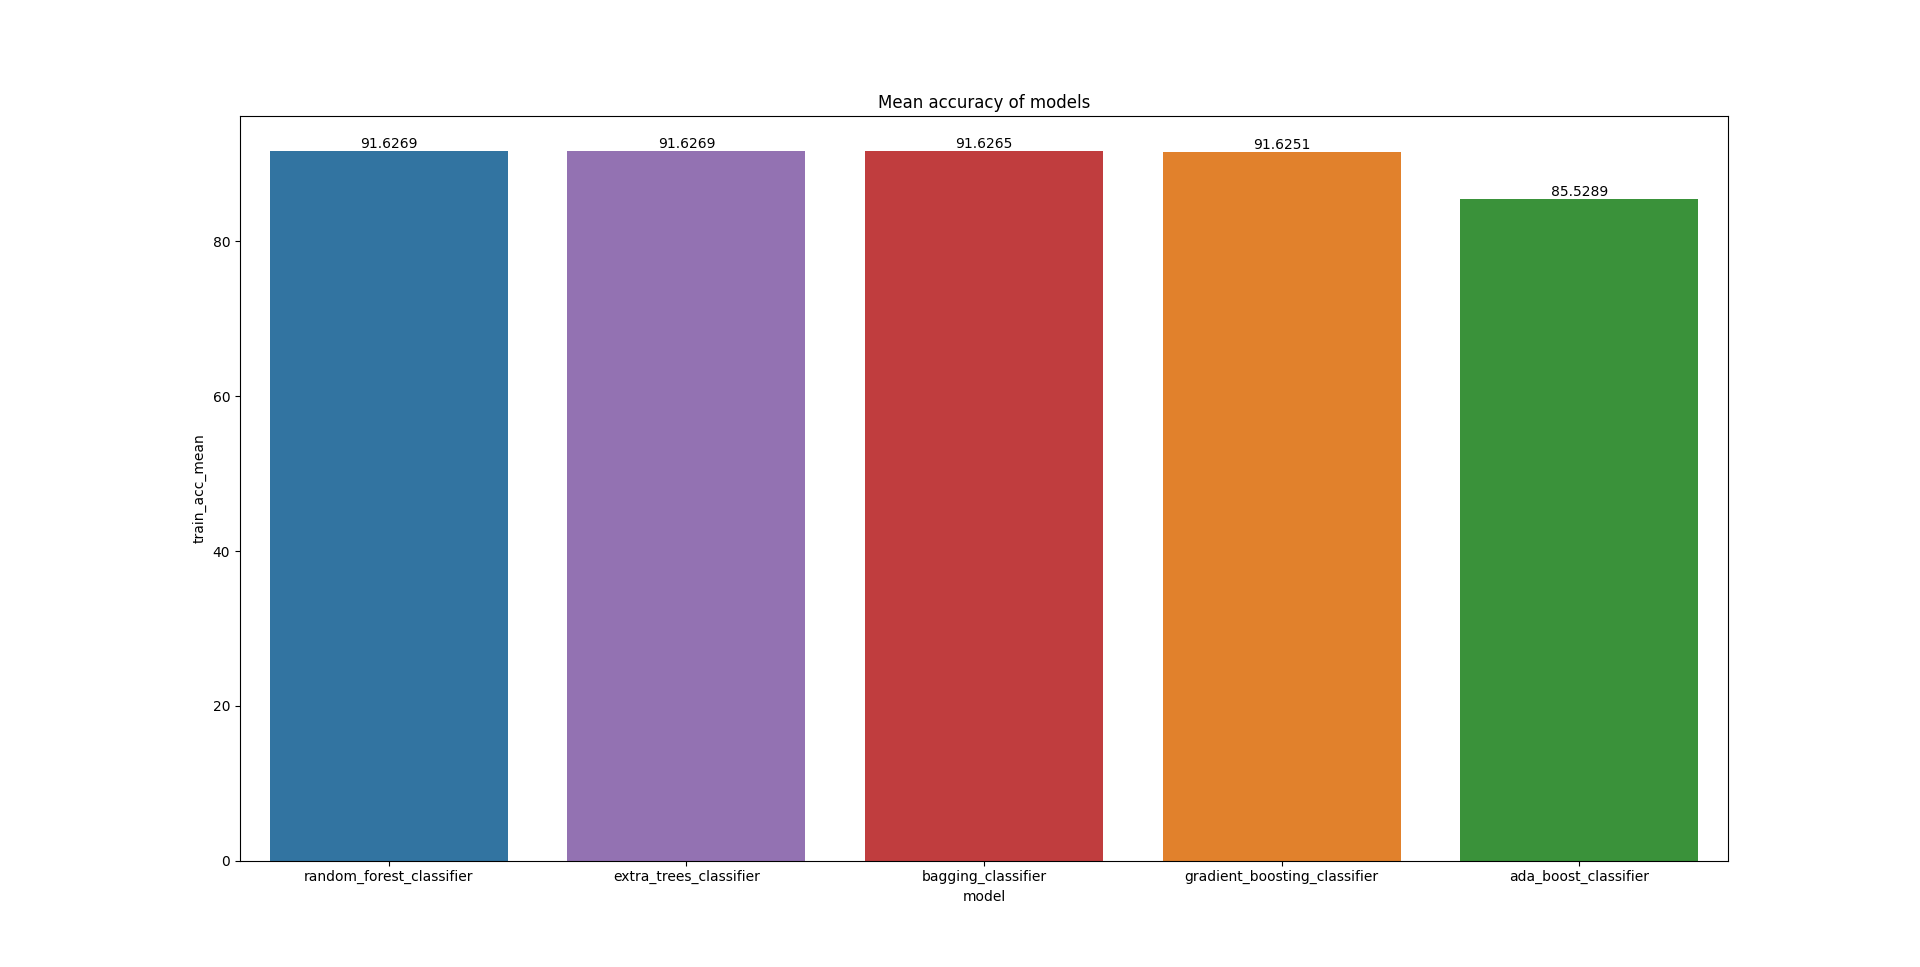 Mean accuracy of models
91.6269
91.6269
91.6265
91.6251
85.5289
80
60
40
20
0
train_acc_mean
random_forest_classifier
extra_trees_classifier
bagging_classifier
gradient_boosting_classifier
ada_boost_classifier
model